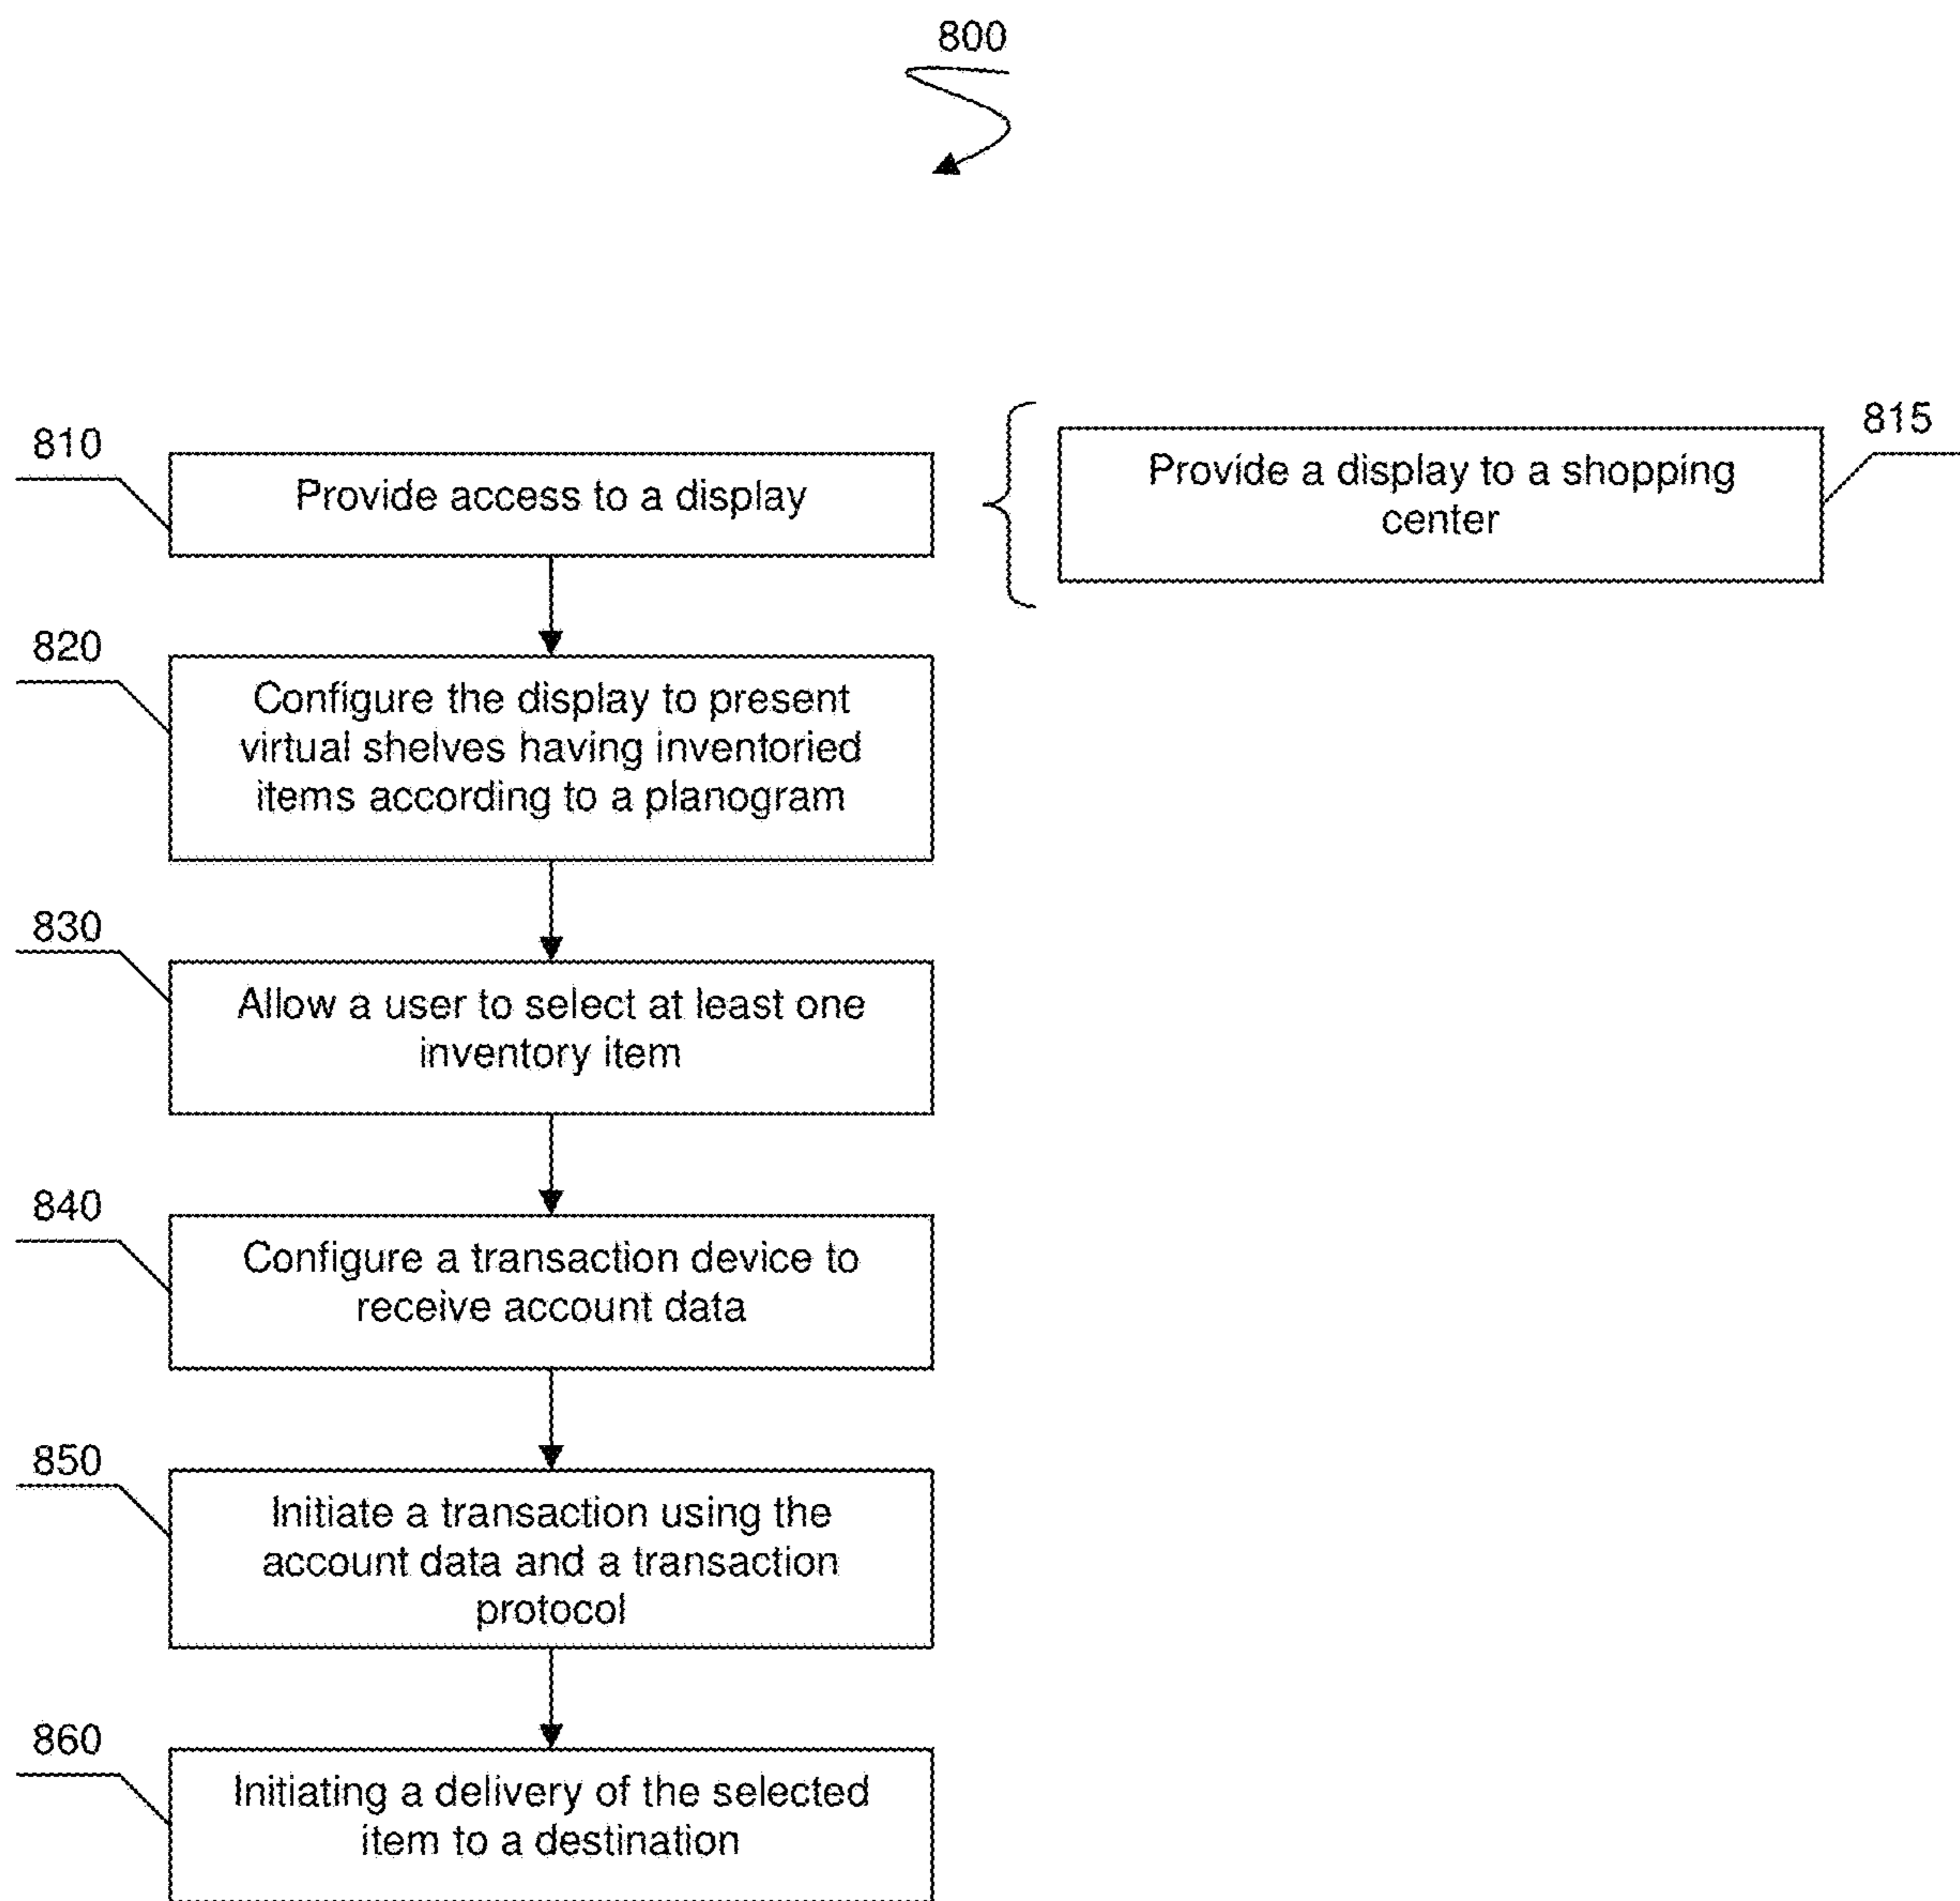 800
810
Provide access to a display
815
Provide a display to a shopping
center
820
Configure the display to present
virtual shelves having inventoried
items according to a planogram
830
Allow a user to select at least one
inventory item
840
Configure a transaction device to
receive account data
850
Initiate a transaction using the
account data and a transaction
protocol
860
Initiating a delivery of the selected
item to a destination